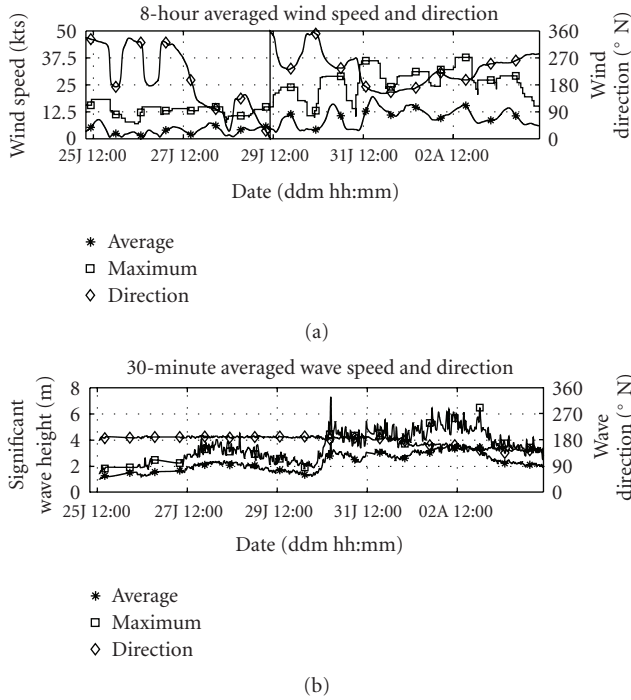 8-hour averaged wind speed and direction
Wind speed (kts)
50
37.5
25
12.5
0
360
270
180
90
0
Wind
direction (° N)
25J 12:00 27J 12:00 29J 12:00 31J 12:00 02A 12:00
Date (ddm hh:mm)
Average
Maximum
Direction
(a)
30-minute averaged wave speed and direction
Significant
wave height (m)
8
6
4
2
0
360
270
180
90
0
Wave
direction (° N)
25J 12:00 27J 12:00 29J 12:00 31J 12:00 02A 12:00
Date (ddm hh:mm)
Average
Maximum
Direction
(b)